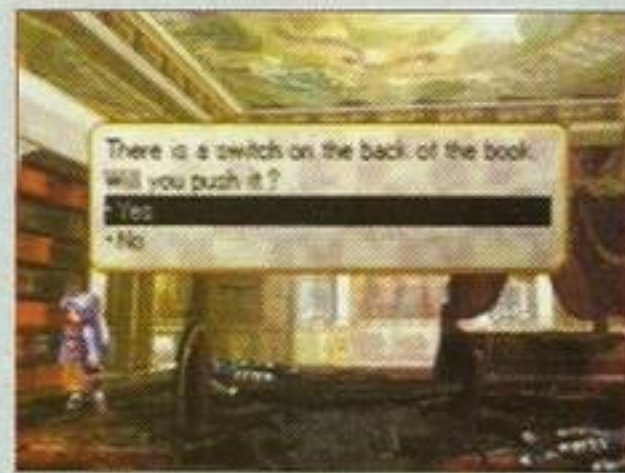 There is a switch on the back of the book.
Will you push it?
•Yes
•No